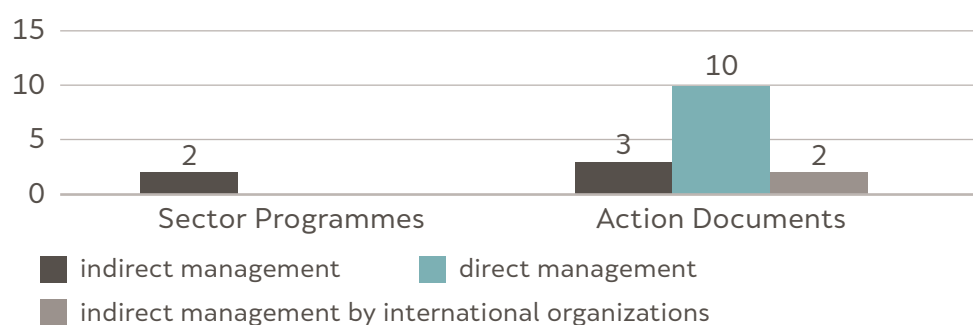 15
10
10
5
3
2
2
0
Sector Programmes Action Documents
indirect management direct management
indirect management by international organizations